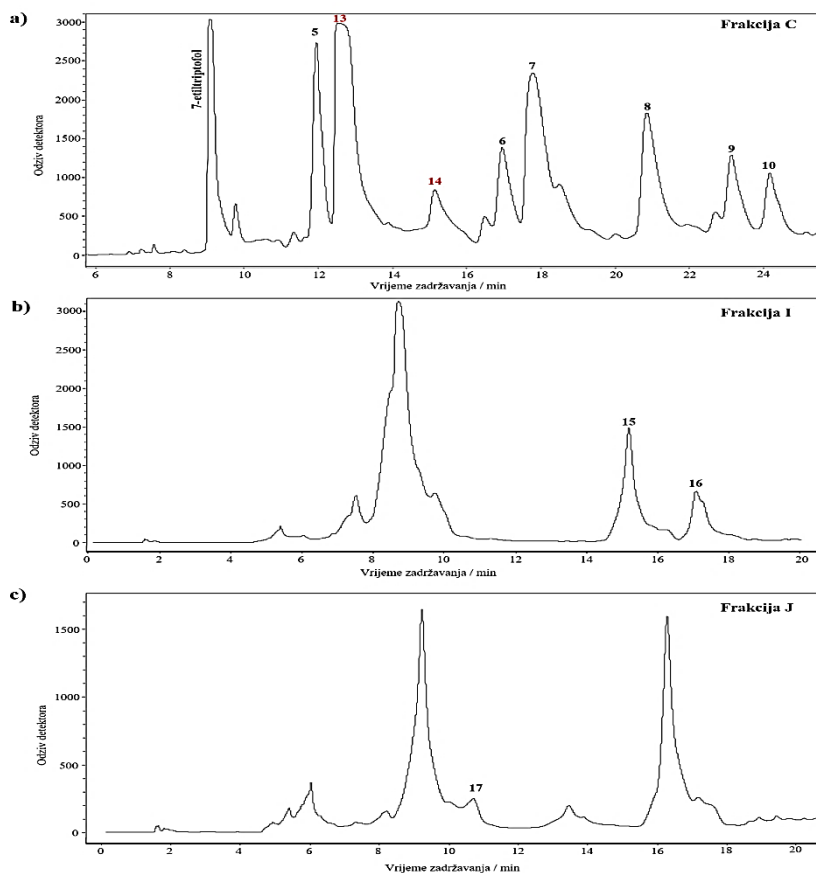 a)
Frakcija C
Odziv detektora
3000
2500
2000
1500
1000
500
0
7-etiltriptofol
5
13
14
6
7
8
9
10
6 8 10 12 14 16 18 20 22 24
Vrijeme zadržavanja / min
b)
Frakcija I
Odziv detektora
3000
2500
2000
1500
1000
500
0
15
16
0 2 4 6 8 10 12 14 16 18 20
Vrijeme zadržavanja / min
c)
Frakcija J
Odziv detektora
1500
1000
500
0
17
0 2 4 6 8 10 12 14 16 18 20
Vrijeme zadržavanja / min